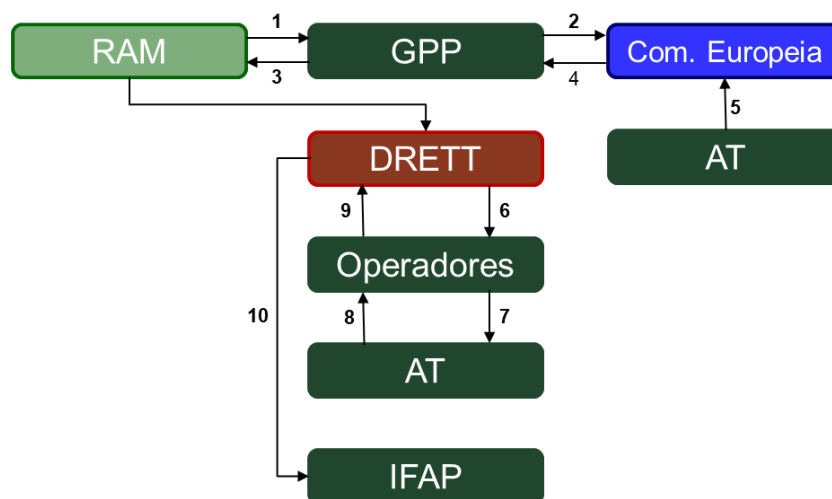 1
2
RAM
GPP
Com. Europeia
3
4
5
DRETT
AT
9
6
Operadores
10
8
7
AT
IFAP